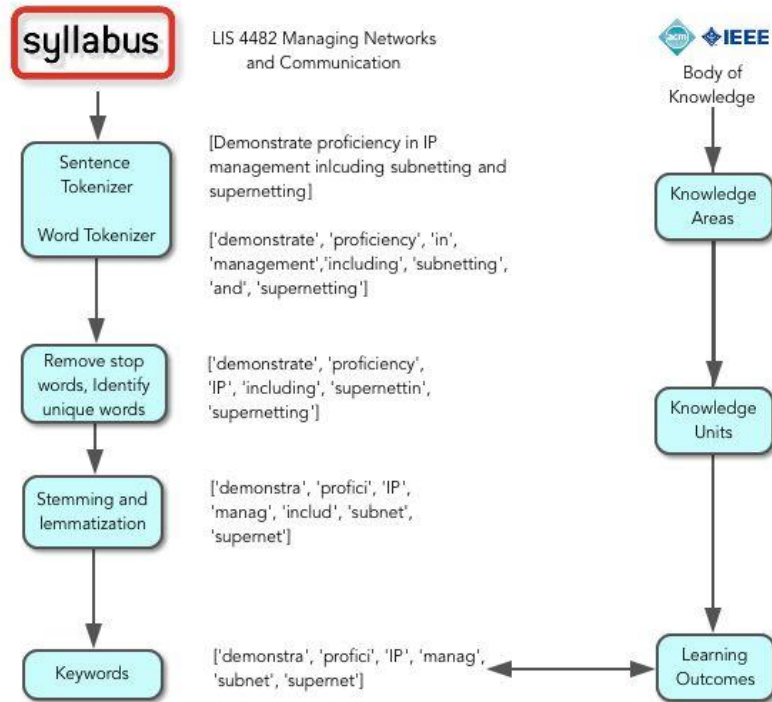 syllabus
LIS 4482 Managing Networks
and Communication
acm IEEE
Body of
Knowledge
Sentence
Tokenizer
Word Tokenizer
[Demonstrate proficiency in IP
management inlcuding subnetting and
supernetting]
['demonstrate', 'proficiency', 'in',
'management','including', 'subnetting',
'and', 'supernetting']
Knowledge
Areas
Remove stop
words, Identify
unique words
['demonstrate', 'proficiency',
'IP', 'including', 'supernettin',
'supernetting']
Knowledge
Units
Stemming and
lemmatization
['demonstra', 'profici', 'IP',
'manag', 'includ', 'subnet',
'supernet']
Keywords
['demonstra', 'profici', 'IP', 'manag',
'subnet', 'supernet']
Learning
Outcomes